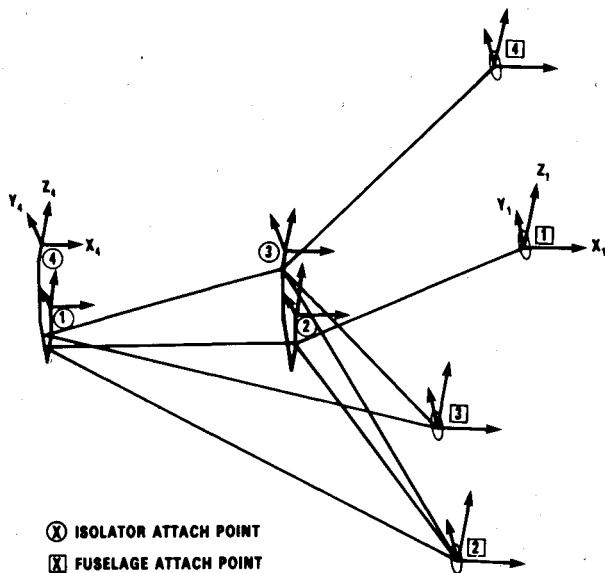 4
Z₄
Y₄
X₄
4
3
Z₁
Y₁
1
X₁
1
2
3
2
Ⓧ ISOLATOR ATTACH POINT
🅇 FUSELAGE ATTACH POINT